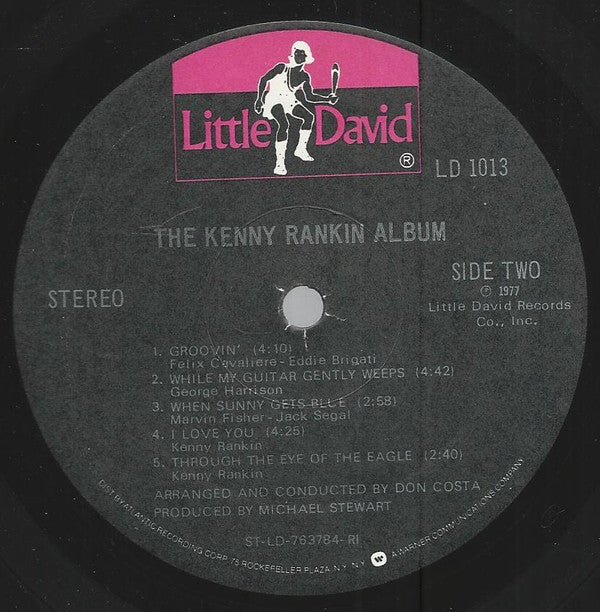 Little David ®
LD 1013
THE KENNY RANKIN ALBUM
STEREO
SIDE TWO
℗ 1977
Little David Records
Co., Inc.
1. GROOVIN' (4:10)
Felix Cavaliere - Eddie Brigati
2. WHILE MY GUITAR GENTLY WEEPS (4:42)
George Harrison
3. WHEN SUNNY GETS BLUE (2:58)
Marvin Fisher - Jack Segal
4. I LOVE YOU (4:25)
Kenny Rankin
5. THROUGH THE EYE OF THE EAGLE (2:40)
Kenny Rankin
ARRANGED AND CONDUCTED BY DON COSTA
PRODUCED BY MICHAEL STEWART
ST-LD-763784-RI
DIST. BY ATLANTIC RECORDING CORP. 75 ROCKEFELLER PLAZA, N.Y. N.Y. W A WARNER COMMUNICATIONS COMPANY